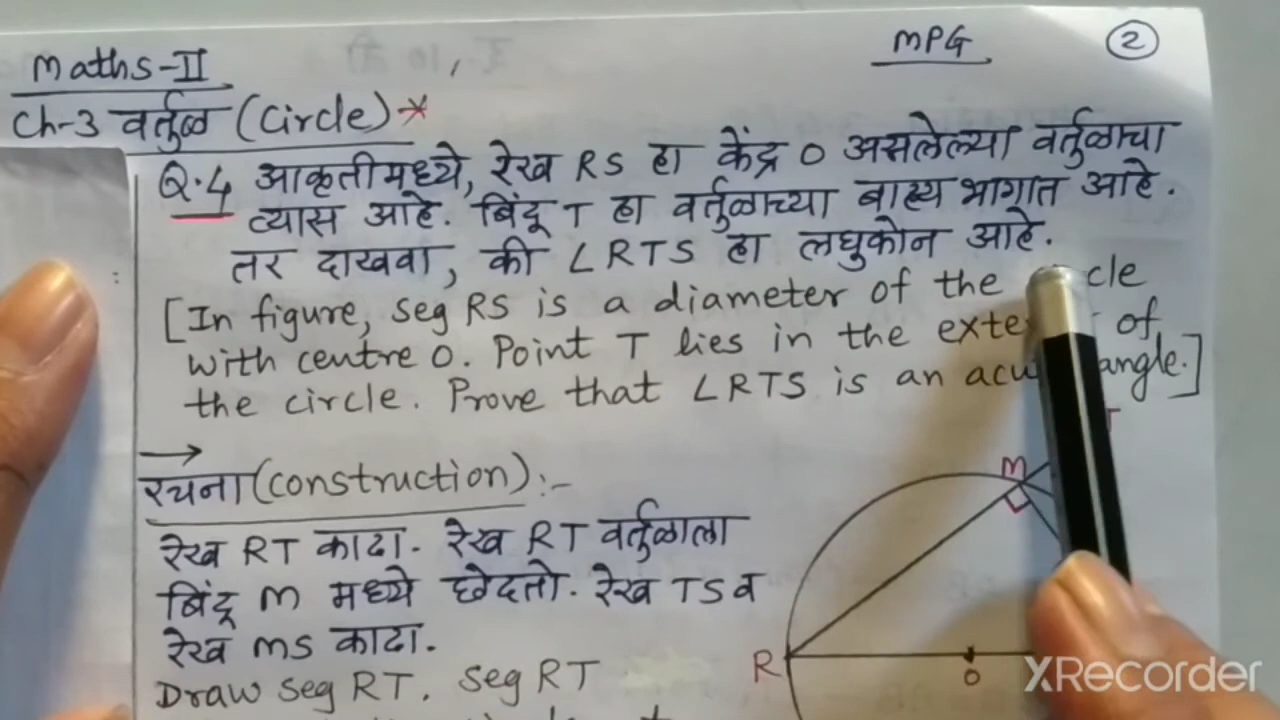 Maths-II
MPG
2
Ch-3 वर्तुळ (Circle) *
Q.4 आकृतीमध्ये, रेख RS हा केंद्र O असलेल्या वर्तुळाचा
व्यास आहे. बिंदू T हा वर्तुळाच्या बाह्य भागात आहे.
तर दाखवा, की ∠RTS हा लघुकोन आहे.
[In figure, seg RS is a diameter of the
with centre O. Point T lies in the of
the circle. Prove that ∠RTS is an angle.]
रचना (construction):-
रेख RT काढा. रेख RT वर्तुळाला
बिंदू M मध्ये छेदतो. रेख TS व
रेख MS काढा.
Draw seg RT. seg RT
M
R
O
XRecorder